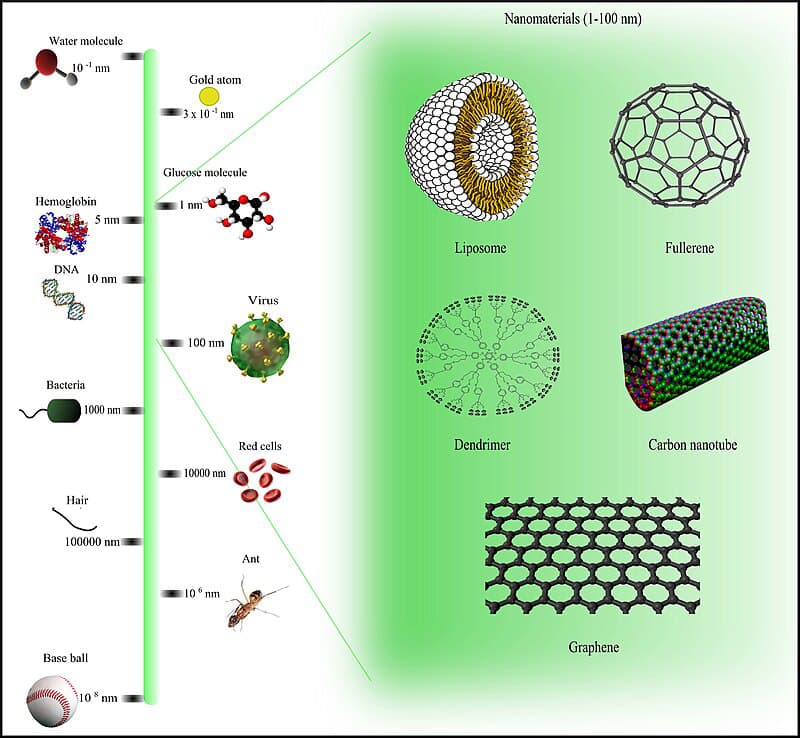 Nanomaterials (1-100 nm)
Water molecule
10⁻¹ nm
Gold atom
3 x 10⁻¹ nm
Glucose molecule
1 nm
Hemoglobin
5 nm
DNA
10 nm
Virus
100 nm
Bacteria
1000 nm
Red cells
10000 nm
Hair
100000 nm
Ant
10⁶ nm
Base ball
10⁸ nm
Liposome
Fullerene
Dendrimer
Carbon nanotube
Graphene